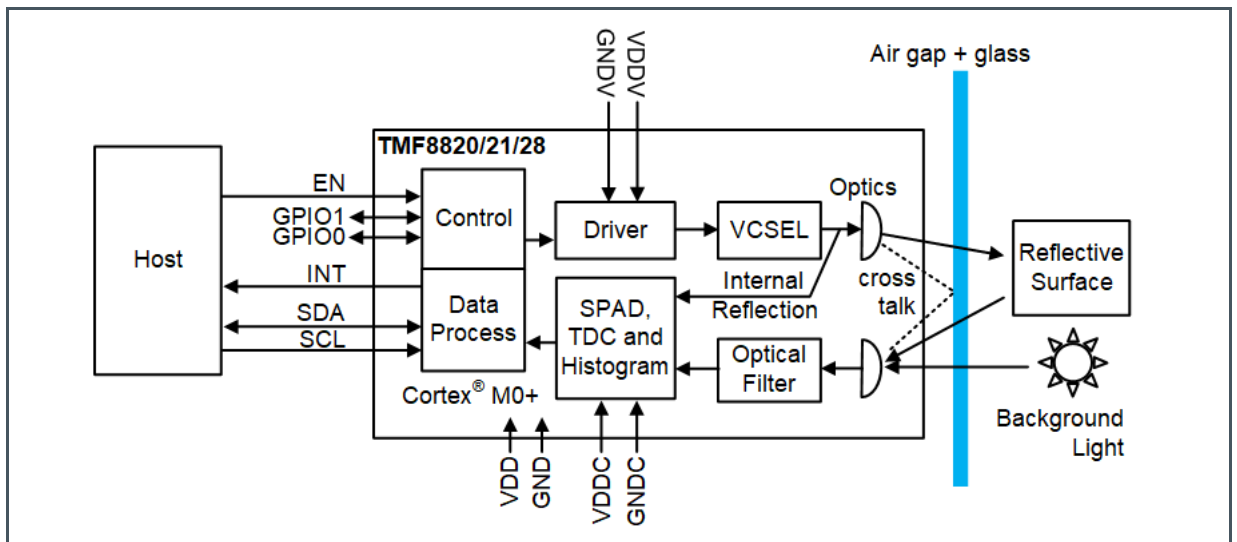 GNDV
VDDV
Air gap + glass
TMF8820/21/28
Host
EN
GPIO1
GPIO0
INT
SDA
SCL
Control
Data
Process
Cortex® M0+
Driver
VCSEL
Optics
Internal
Reflection
cross
talk
SPAD,
TDC and
Histogram
Optical
Filter
Reflective
Surface
Background
Light
VDD
GND
VDDC
GNDC